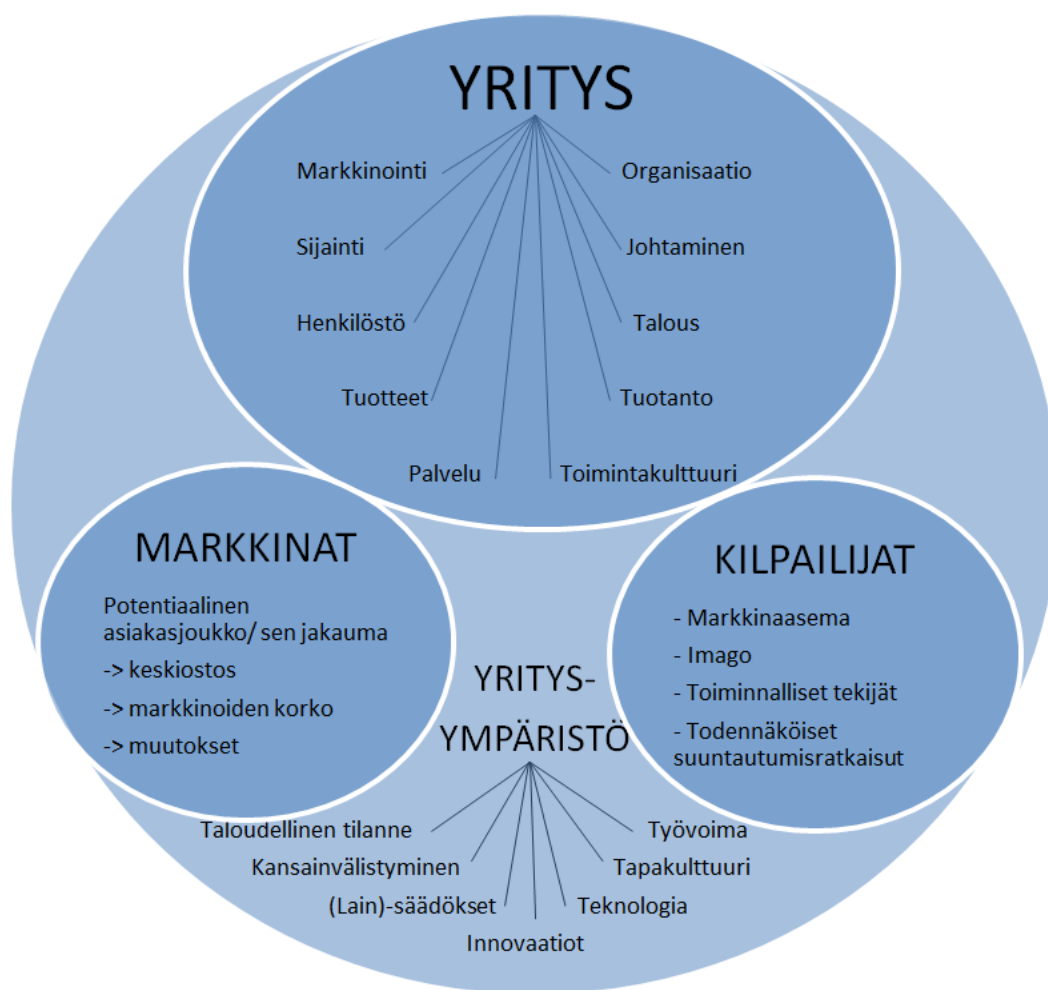 YRITYS
Markkinointi
Organisaatio
Sijainti
Johtaminen
Henkilöstö
Talous
Tuotteet
Tuotanto
Palvelu
Toimintakulttuuri
MARKKINAT
Potentiaalinen
asiakasjoukko/ sen jakauma
-> keskiostos
-> markkinoiden korko
-> muutokset
KILPAILIJAT
- Markkinaasema
- Imago
- Toiminnalliset tekijät
- Todennäköiset
suuntautumisratkaisut
YRITYS-
YMPÄRISTÖ
Taloudellinen tilanne
Työvoima
Kansainvälistyminen
Tapakulttuuri
(Lain)-säädökset
Teknologia
Innovaatiot